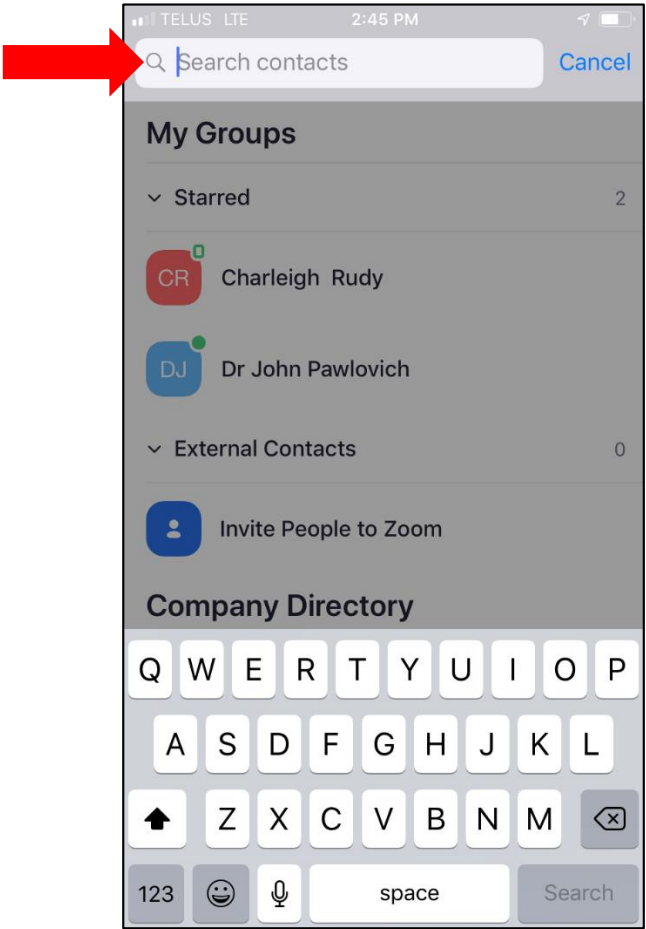 TELUS LTE 2:45 PM
Search contacts Cancel
My Groups
Starred 2
CR Charleigh Rudy
DJ Dr John Pawlovich
External Contacts 0
Invite People to Zoom
Company Directory
Q W E R T Y U I O P
A S D F G H J K L
Z X C V B N M
123 space Search